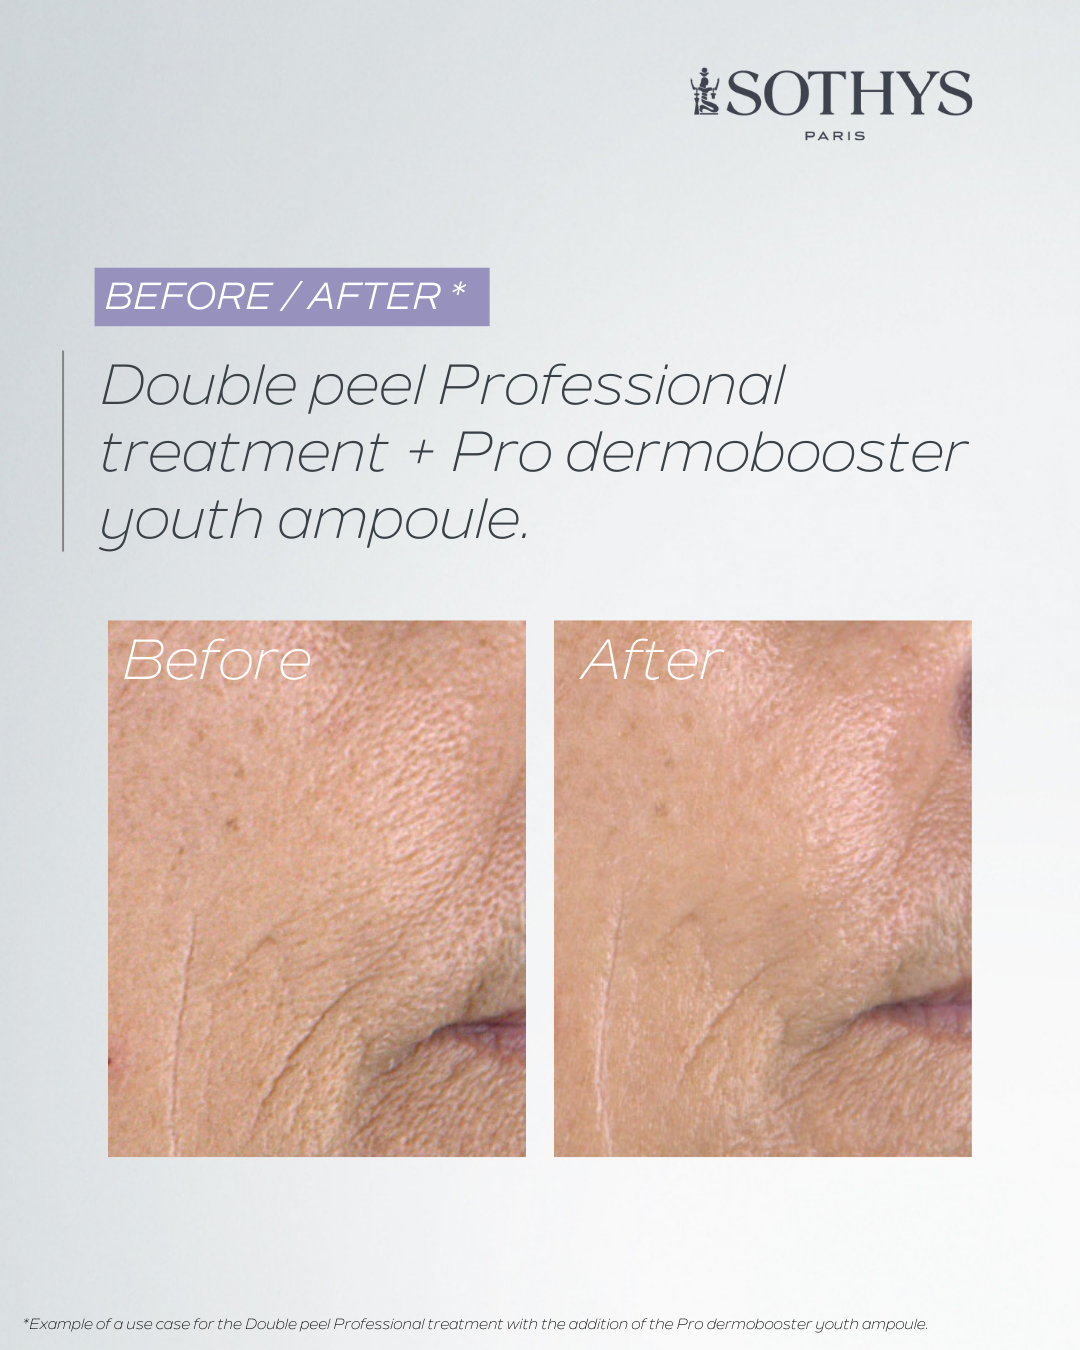 SOTHYS
PARIS
BEFORE / AFTER *
Double peel Professional
treatment + Pro dermobooster
youth ampoule.
Before
After
*Example of a use case for the Double peel Professional treatment with the addition of the Pro dermobooster youth ampoule.